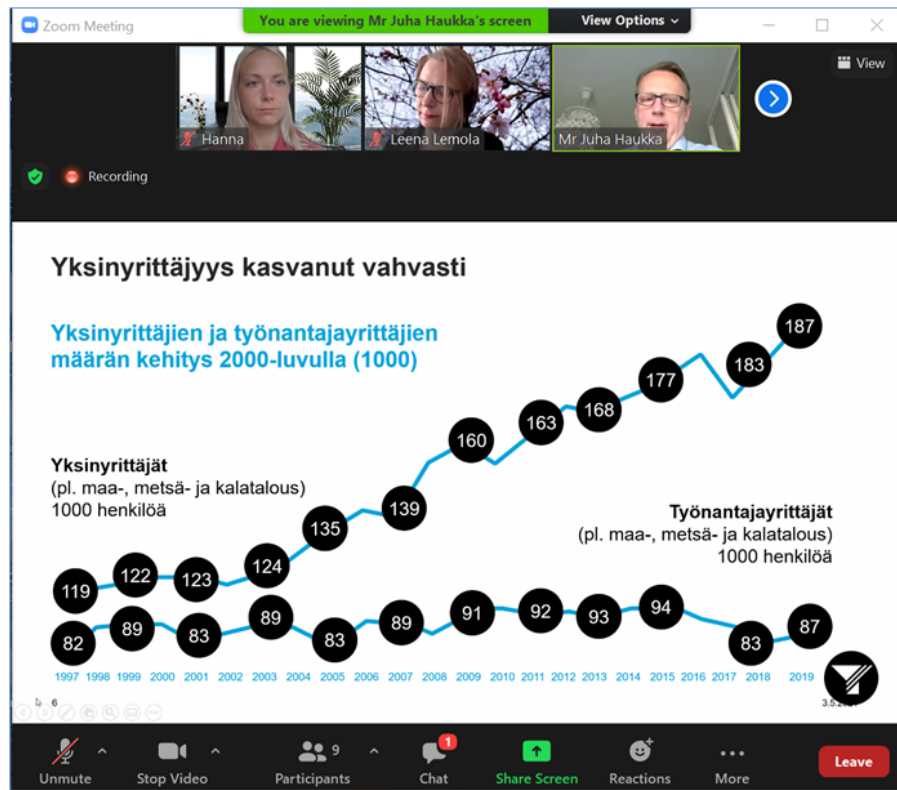 Zoom Meeting
You are viewing Mr Juha Haukka's screen
View Options
View
Hanna
Leena Lemola
Mr Juha Haukka
Recording
Yksinyrittäjyys kasvanut vahvasti
Yksinyrittäjien ja työnantajayrittäjien
määrän kehitys 2000-luvulla (1000)
Yksinyrittäjät
(pl. maa-, metsä- ja kalatalous)
1000 henkilöä
119 122 123 124 135 139 160 163 168 177 183 187
Työnantajayrittäjät
(pl. maa-, metsä- ja kalatalous)
1000 henkilöä
82 89 83 89 83 89 91 92 93 94 83 87
1997 1998 1999 2000 2001 2002 2003 2004 2005 2006 2007 2008 2009 2010 2011 2012 2013 2014 2015 2016 2017 2018 2019
6
9
1
Unmute
Stop Video
Participants
Chat
Share Screen
Reactions
More
Leave